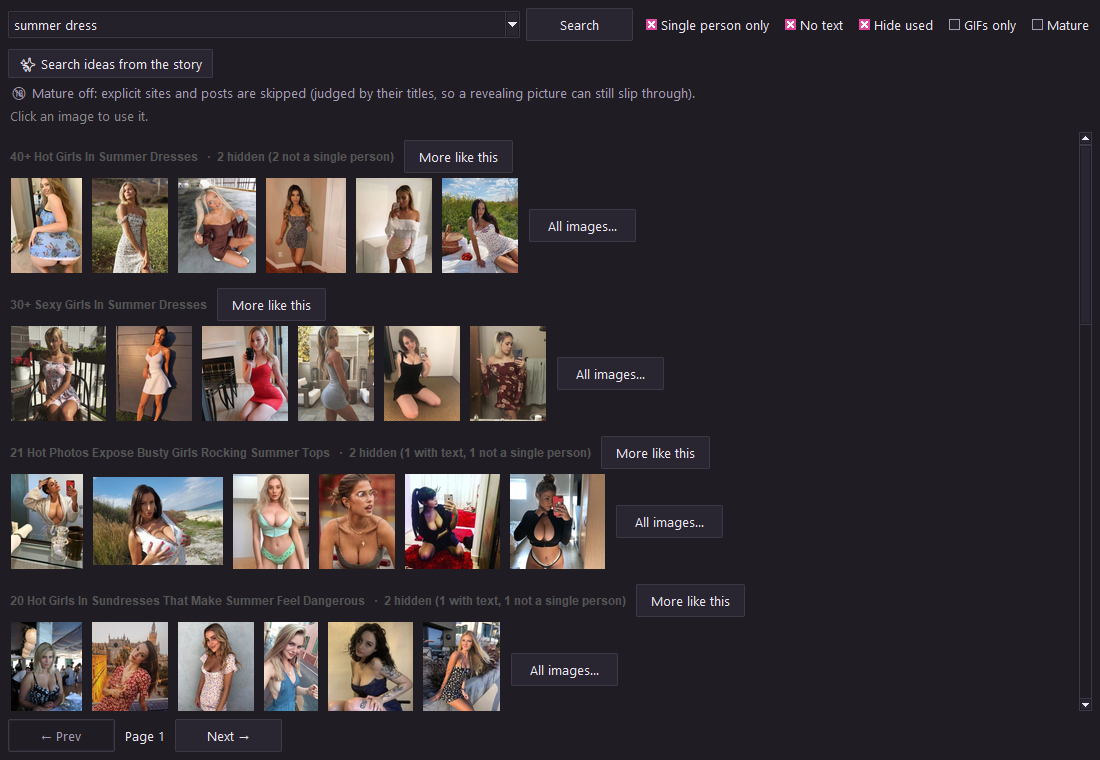 summer dress
Search
Single person only
No text
Hide used
GIFs only
Mature
Search ideas from the story
Mature off: explicit sites and posts are skipped (judged by their titles, so a revealing picture can still slip through).
Click an image to use it.
40+ Hot Girls In Summer Dresses · 2 hidden (2 not a single person)
More like this
All images...
30+ Sexy Girls In Summer Dresses
More like this
All images...
21 Hot Photos Expose Busty Girls Rocking Summer Tops · 2 hidden (1 with text, 1 not a single person)
More like this
All images...
20 Hot Girls In Sundresses That Make Summer Feel Dangerous · 2 hidden (1 with text, 1 not a single person)
More like this
All images...
← Prev
Page 1
Next →